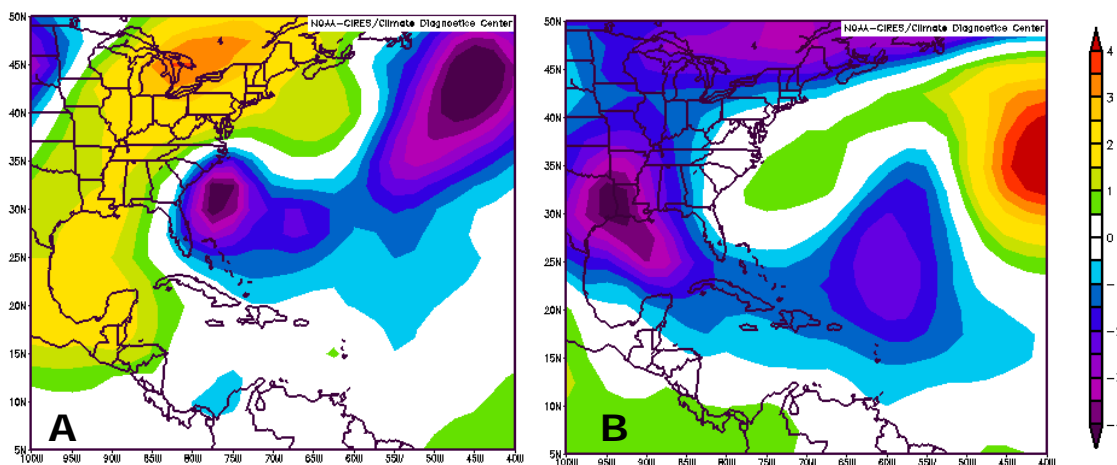 NOAA-CIRES/Climate Diagnostics Center
50N
45N
40N
35N
30N
25N
20N
15N
10N
5N
100W 95W 90W 85W 80W 75W 70W 65W 60W 55W 50W 45W 40W
A
NOAA-CIRES/Climate Diagnostics Center
50N
45N
40N
35N
30N
25N
20N
15N
10N
5N
100W 95W 90W 85W 80W 75W 70W 65W 60W 55W 50W 45W 40W
B
4
3
2
1
0